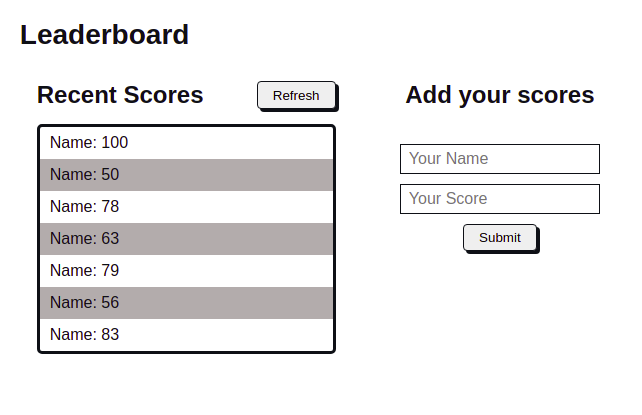 Leaderboard
Recent Scores
Refresh
Name: 100
Name: 50
Name: 78
Name: 63
Name: 79
Name: 56
Name: 83
Add your scores
Your Name
Your Score
Submit